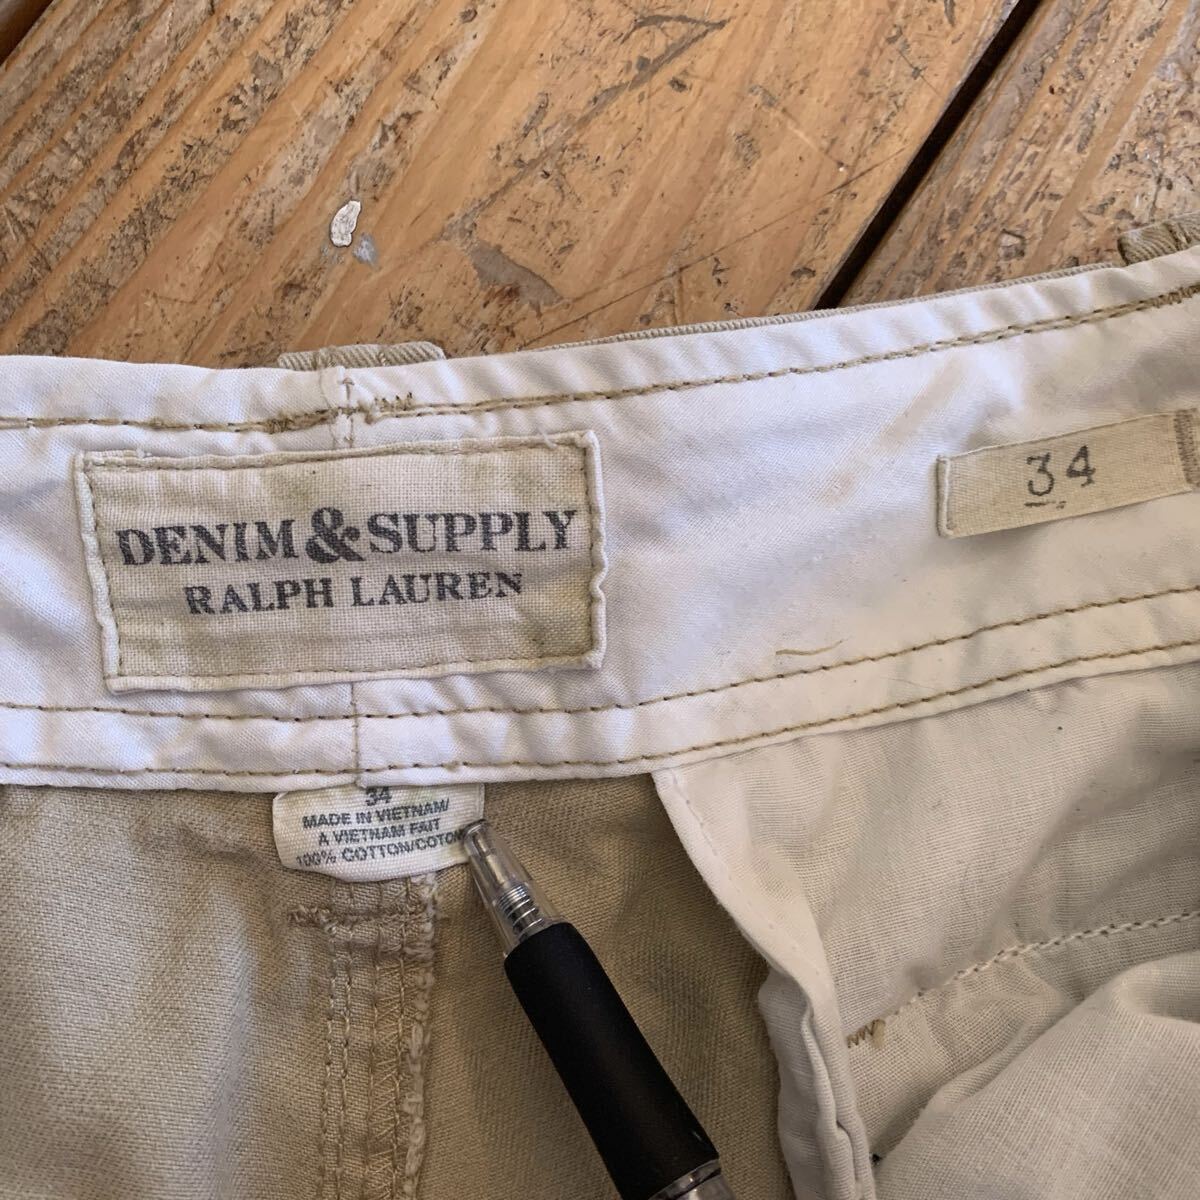 DENIM & SUPPLY
RALPH LAUREN
34
34
MADE IN VIETNAM/
A VIETNAM FAIT
100% COTTON/COTON